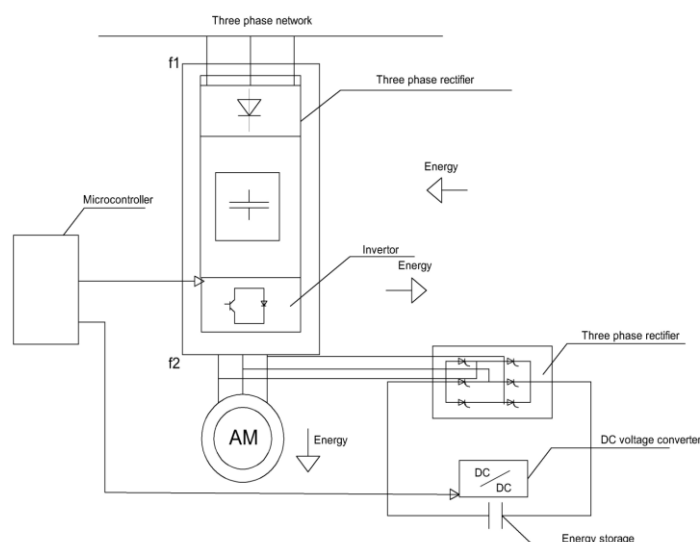 Three phase network
f1
Three phase rectifier
Energy
Microcontroller
Invertor
Energy
f2
Three phase rectifier
AM
Energy
DC voltage converter
DC
DC
Energy storage